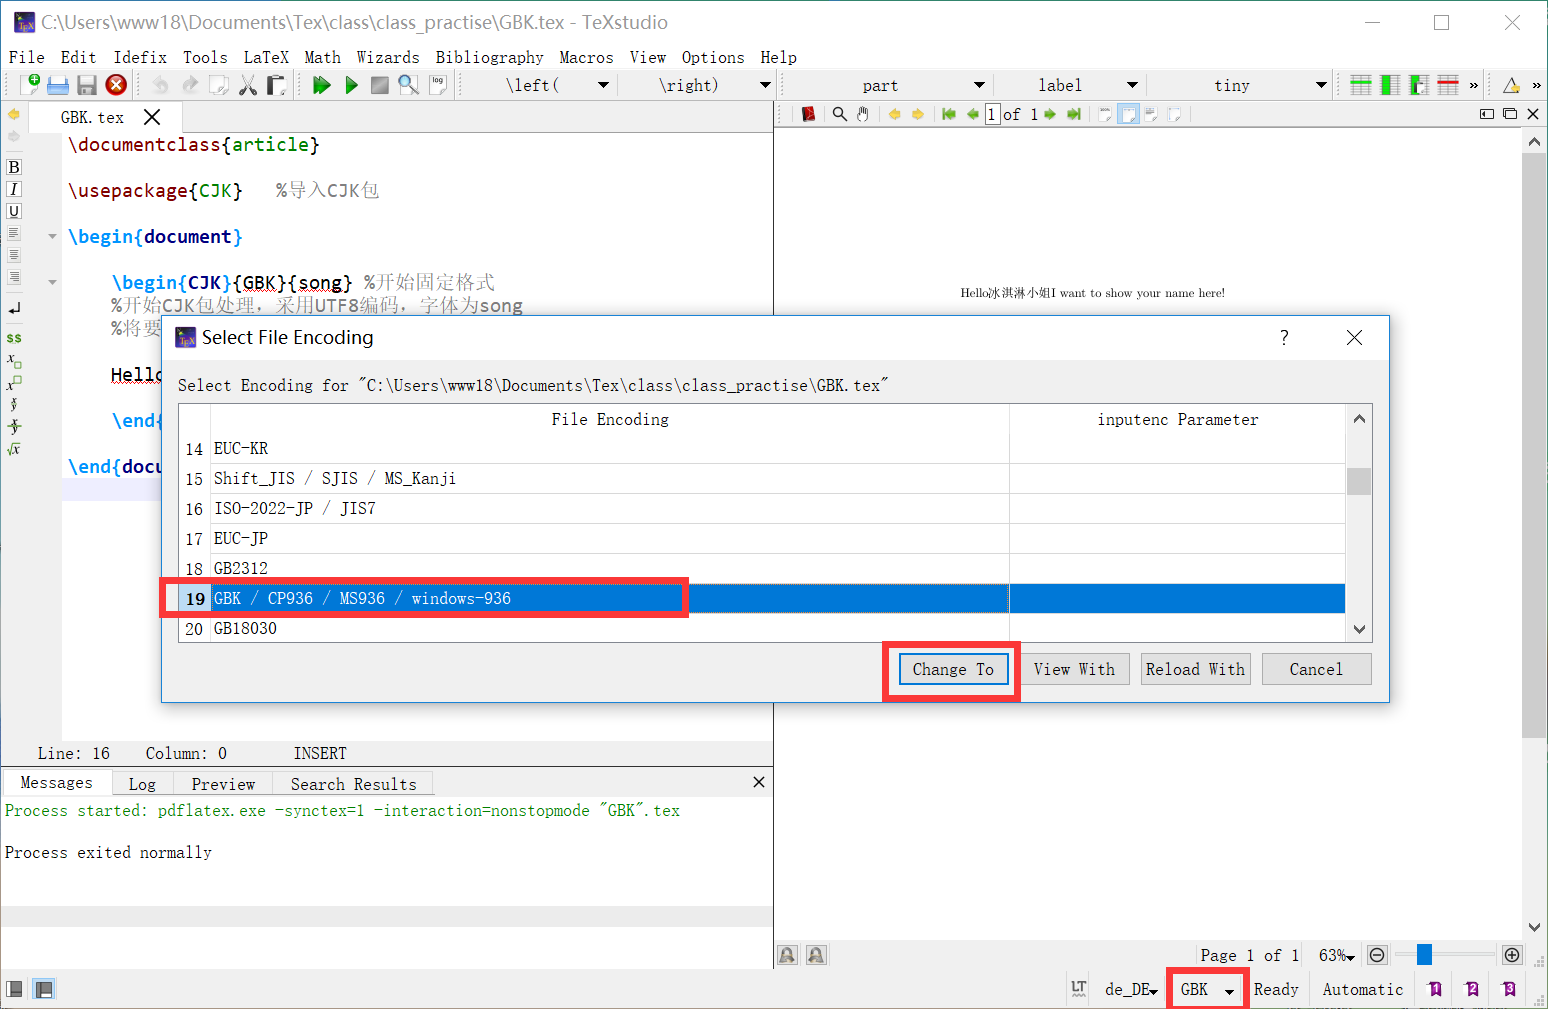 C:\Users\www18\Documents\Tex\class\class_practise\GBK.tex - TeXstudio
File Edit Idefix Tools LaTeX Math Wizards Bibliography Macros View Options Help
log \left( \right) part label tiny »  »
GBK.tex
1 of 1
\documentclass{article}
B
I
\usepackage{CJK} %导入CJK包
U
\begin{document}
\begin{CJK}{GBK}{song} %开始固定格式
%开始CJK包处理，采用UTF8编码，字体为song
Hello冰淇淋小姐I want to show your name here!
%将要
Hello
\end{
\end{docu
Select File Encoding ?
Select Encoding for "C:\Users\www18\Documents\Tex\class\class_practise\GBK.tex"
File Encoding inputenc Parameter
14 EUC-KR
15 Shift_JIS / SJIS / MS_Kanji
16 ISO-2022-JP / JIS7
17 EUC-JP
18 GB2312
19 GBK / CP936 / MS936 / windows-936
20 GB18030
Change To View With Reload With Cancel
Line: 16 Column: 0 INSERT
Messages Log Preview Search Results
Process started: pdflatex.exe -synctex=1 -interaction=nonstopmode "GBK".tex
Process exited normally
Page 1 of 1 63%
LT de_DE GBK Ready Automatic 1 2 3